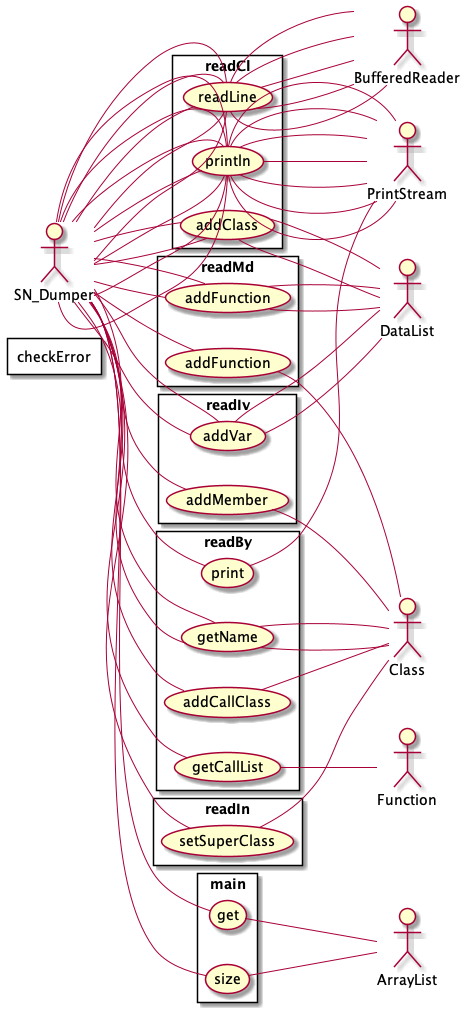 readCl
readLine
BufferedReader
println
PrintStream
addClass
SN_Dumper
readMd
addFunction
DataList
checkError
addFunction
readIv
addVar
addMember
readBy
print
getName
Class
addCallClass
getCallList
Function
readIn
setSuperClass
main
get
size
ArrayList